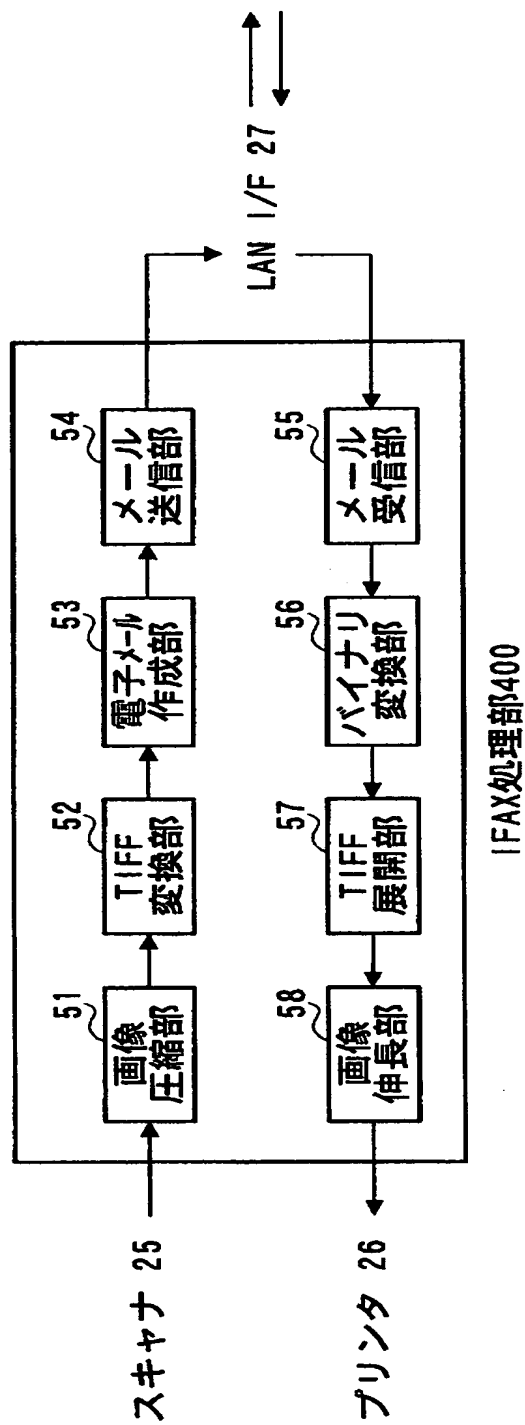 スキャナ 25
51
画像
圧縮部
52
TIFF
変換部
53
電子メール
作成部
54
メール
送信部
LAN I/F 27
55
メール
受信部
56
バイナリ
変換部
57
TIFF
展開部
58
画像
伸長部
プリンタ 26
IFAX処理部400